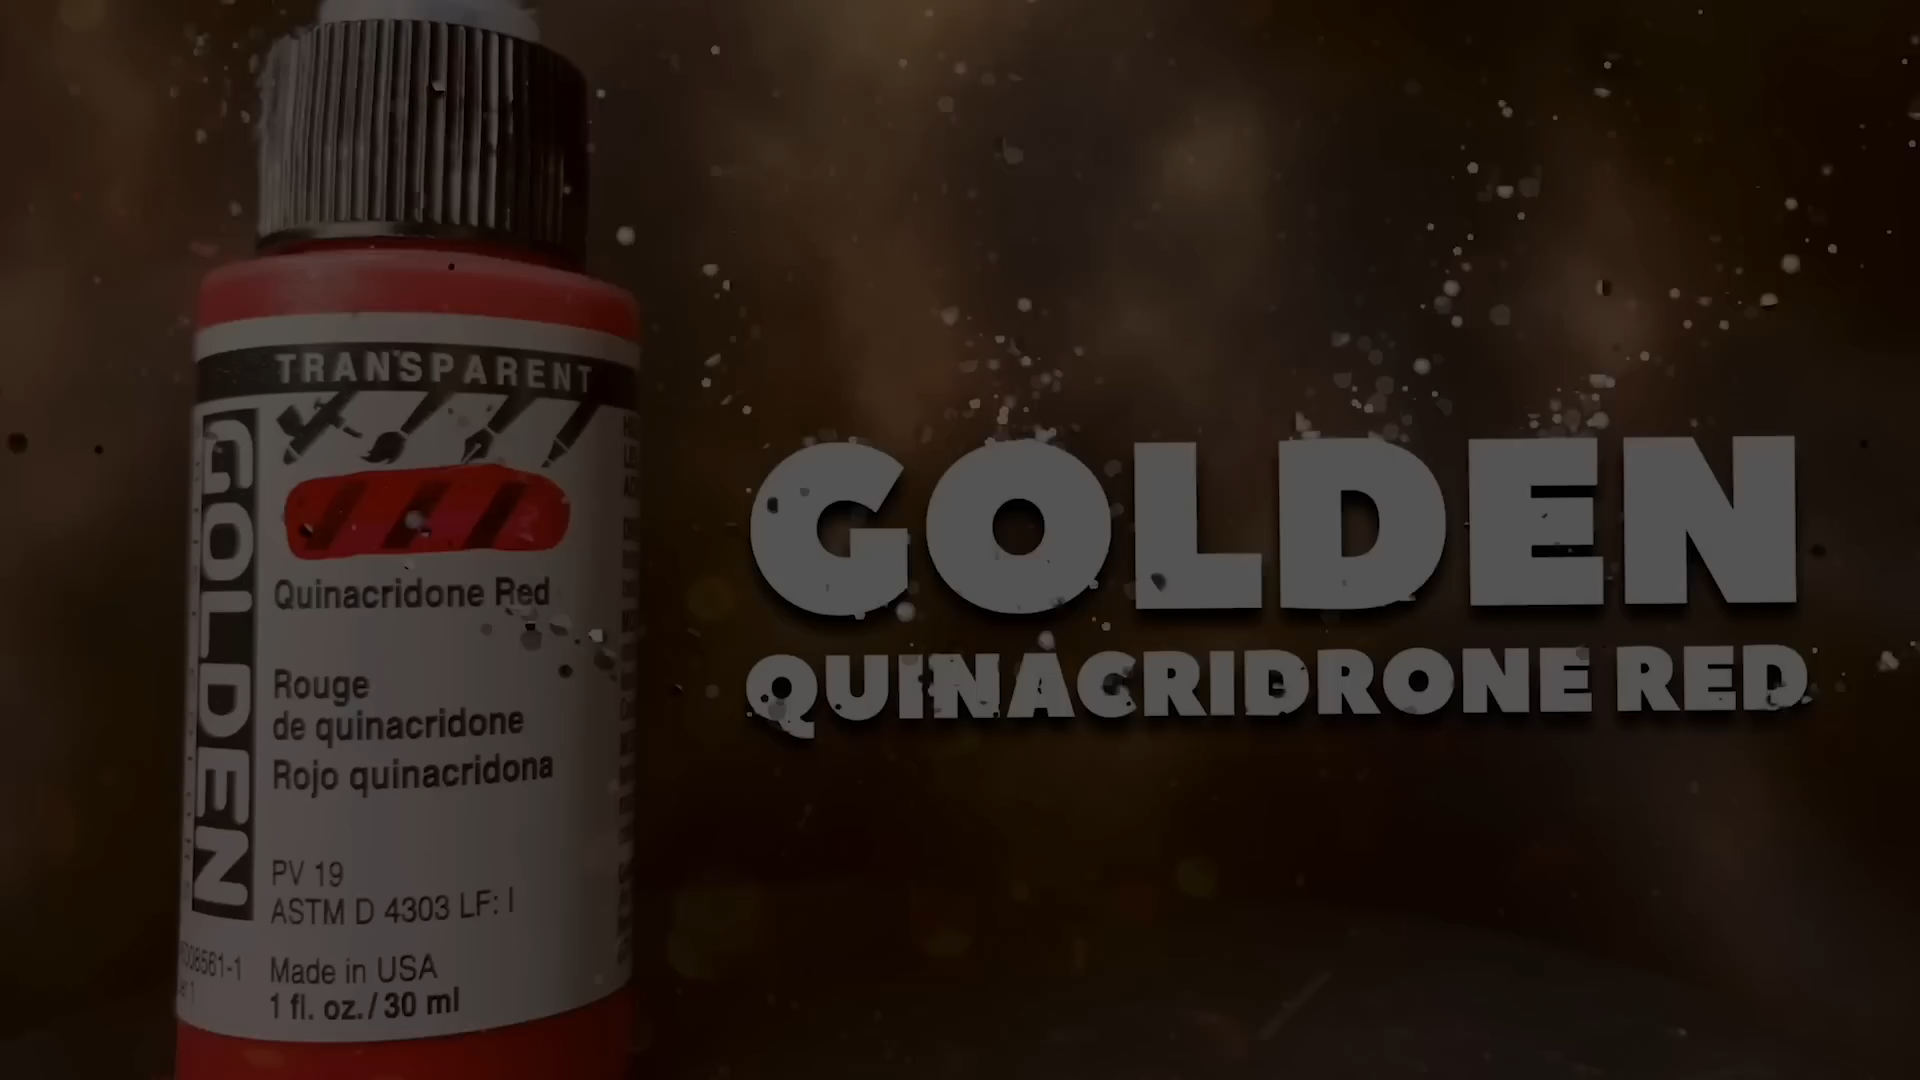 TRANSPARENT
GOLDEN
Quinacridone Red
Rouge
de quinacridone
Rojo quinacridona
PV 19
ASTM D 4303 LF: I
Made in USA
1 fl. oz./30 ml
GOLDEN
QUINACRIDRONE RED